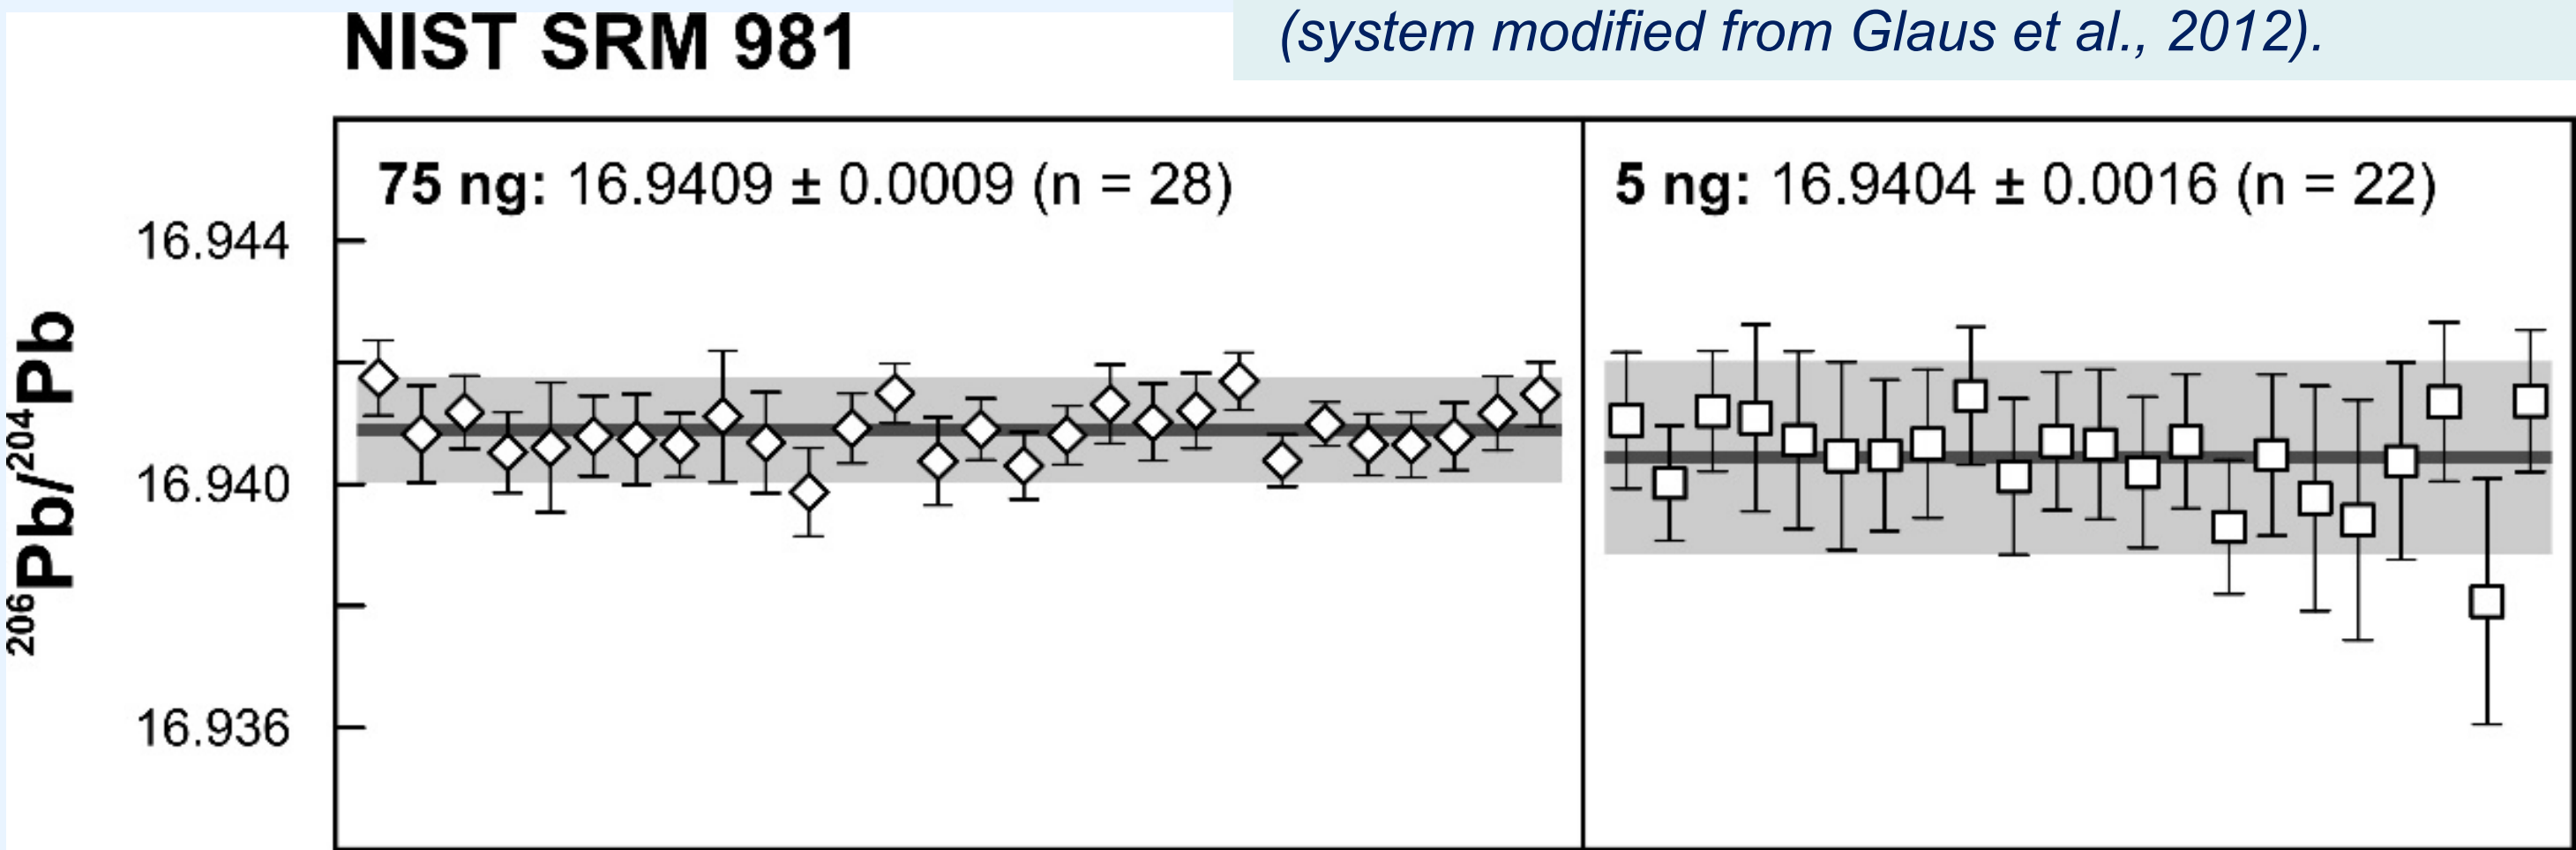 NIST SRM 981
(system modified from Glaus et al., 2012).
75 ng: 16.9409 ± 0.0009 (n = 28)
5 ng: 16.9404 ± 0.0016 (n = 22)
16.944
16.940
16.936
206Pb/204Pb